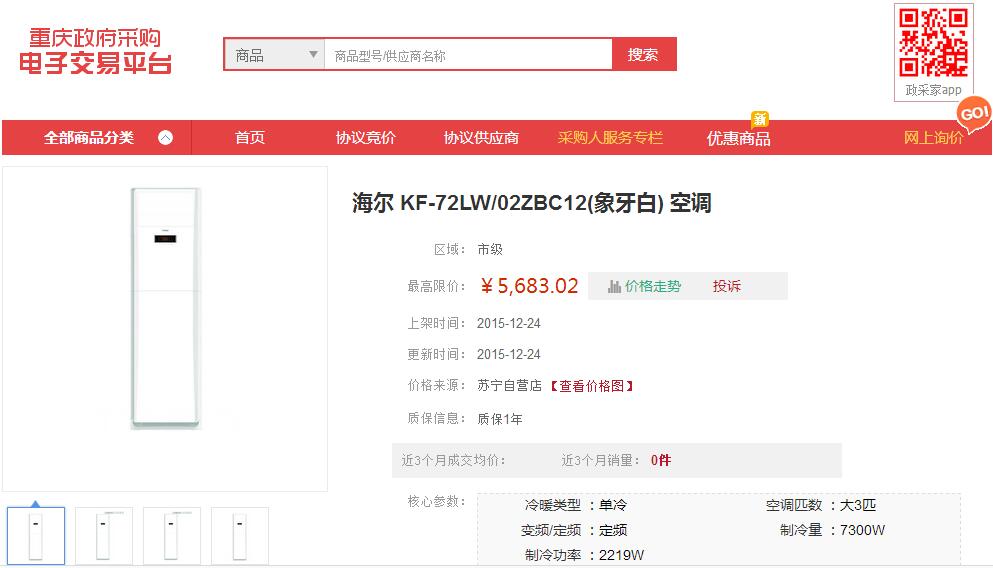 重庆政府采购
电子交易平台
商品 商品型号/供应商名称 搜索
政采家app
GO!
全部商品分类 首页 协议竞价 协议供应商 采购人服务专栏 优惠商品 新 网上询价
海尔 KF-72LW/02ZBC12(象牙白) 空调
区域： 市级
最高限价： ￥5,683.02 价格走势 投诉
上架时间： 2015-12-24
更新时间： 2015-12-24
价格来源： 苏宁自营店【查看价格图】
质保信息： 质保1年
近3个月成交均价： 近3个月销量： 0件
核心参数： 冷暖类型 ：单冷 空调匹数 ：大3匹
变频/定频 ：定频 制冷量 ：7300W
制冷功率 ：2219W